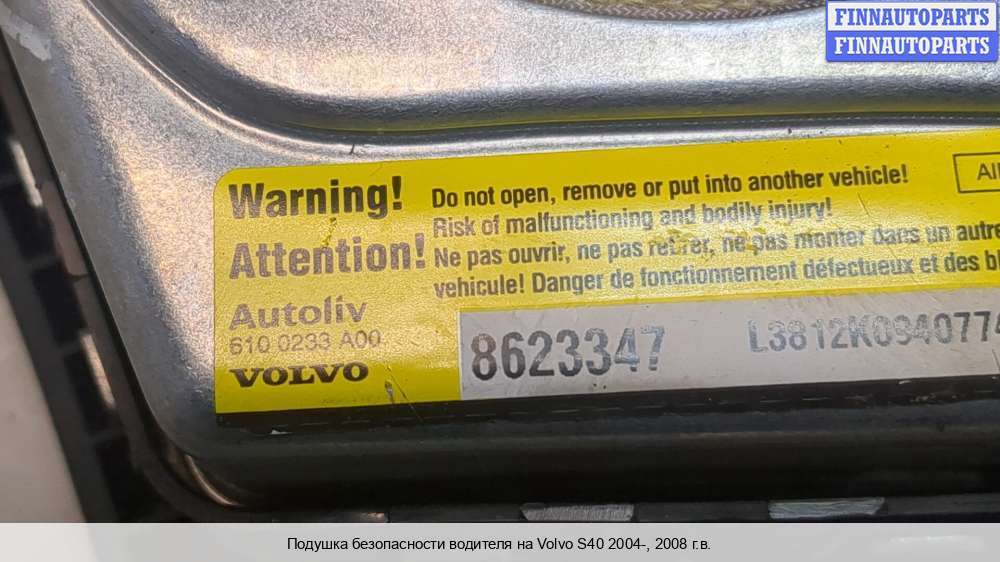 FINNAUTOPARTS
FINNAUTOPARTS
Warning!
Do not open, remove or put into another vehicle!
Risk of malfunctioning and bodily injury!
Attention!
Ne pas ouvrir, ne pas retirer, ne pas monter dans un autre
vehicule! Danger de fonctionnement défectueux et des
Autoliv
610 0233 A00
VOLVO
8623347
L3812K094077
Подушка безопасности водителя на Volvo S40 2004-, 2008 г.в.